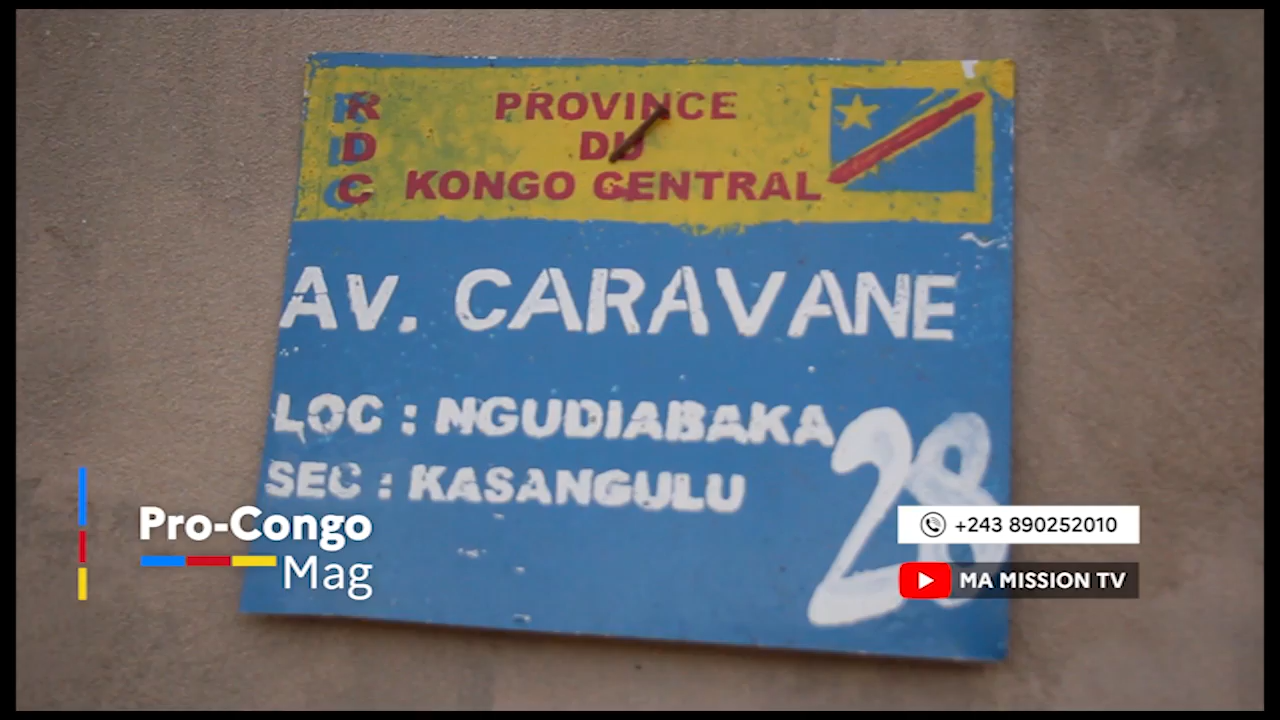 R
D
C
PROVINCE
DU
KONGO CENTRAL
AV. CARAVANE
LOC : NGUDIABAKA
SEC : KASANGULU
28
Pro-Congo
Mag
+243 890252010
MA MISSION TV